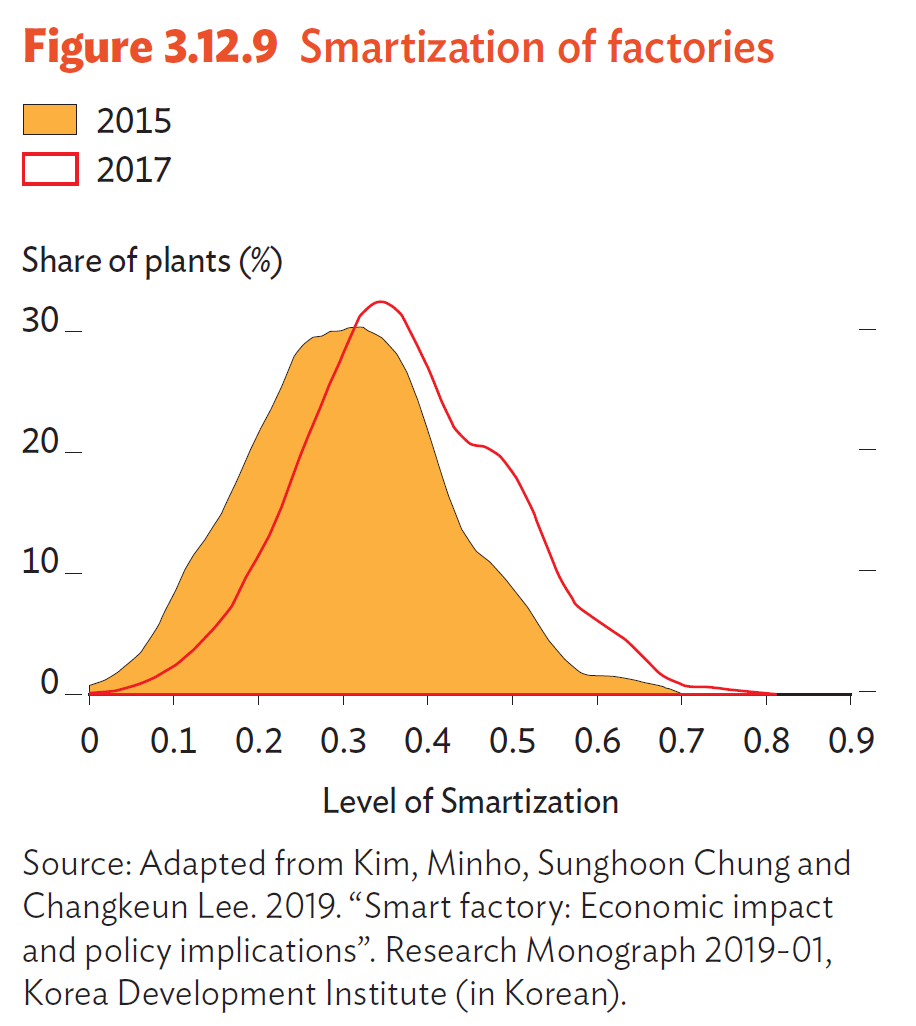 Figure 3.12.9 Smartization of factories
2015
2017
Share of plants (%)
30
20
10
0
0 0.1 0.2 0.3 0.4 0.5 0.6 0.7 0.8 0.9
Level of Smartization
Source: Adapted from Kim, Minho, Sunghoon Chung and
Changkeun Lee. 2019. “Smart factory: Economic impact
and policy implications”. Research Monograph 2019-01,
Korea Development Institute (in Korean).